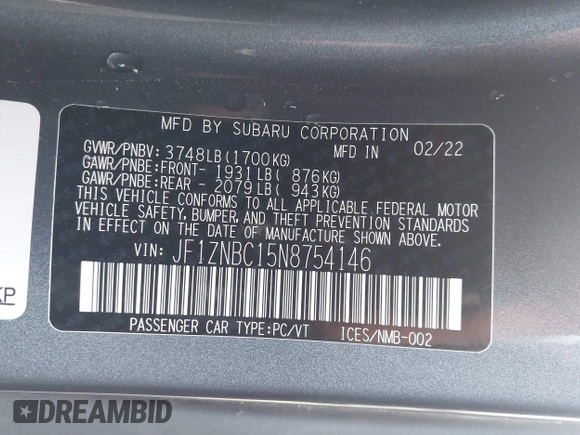 MFD BY SUBARU CORPORATION
MFD IN 02/22
GVWR/PNBV: 3748LB(1700KG)
GAWR/PNBE:FRONT- 1931LB( 876KG)
GAWR/PNBE:REAR - 2079LB( 943KG)
THIS VEHICLE CONFORMS TO ALL APPLICABLE FEDERAL MOTOR
VEHICLE SAFETY, BUMPER, AND THEFT PREVENTION STANDARDS
IN EFFECT ON THE DATE OF MANUFACTURE SHOWN ABOVE.
VIN: JF1ZNBC15N8754146
PASSENGER CAR TYPE:PC/VT ICES/NMB-002
KP
DREAMBID